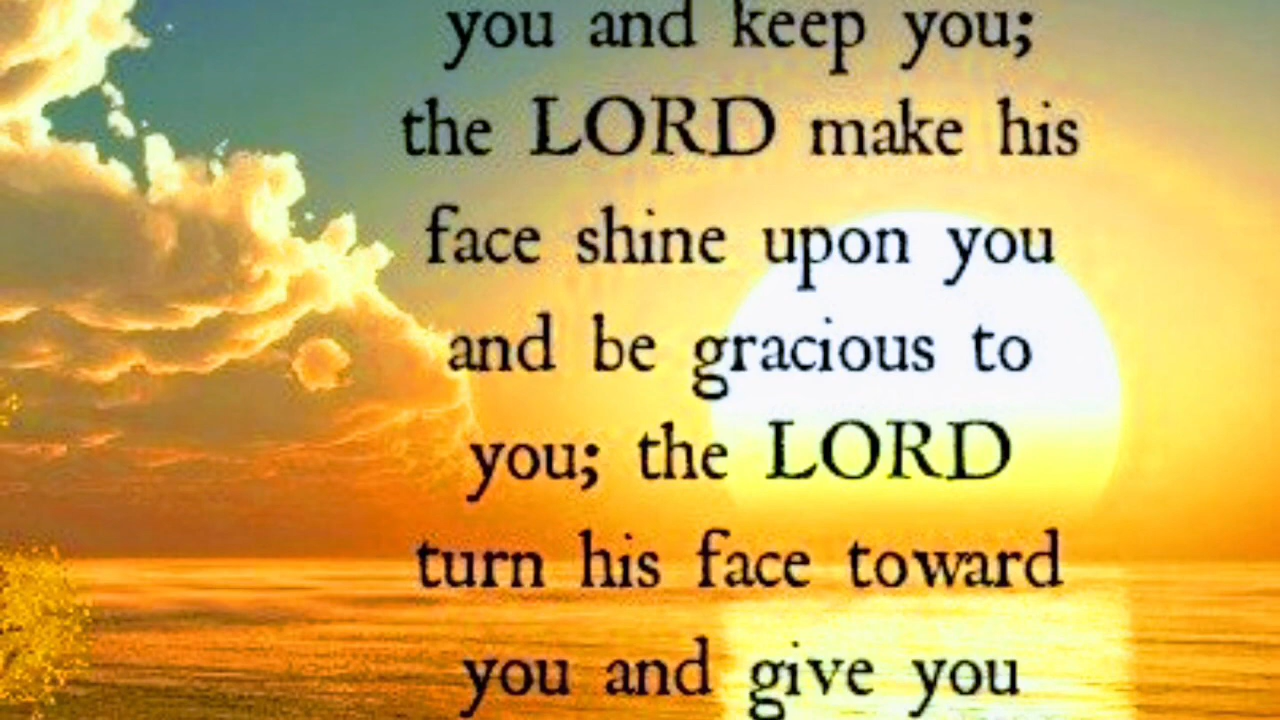 you and keep you;
the LORD make his
face shine upon you
and be gracious to
you; the LORD
turn his face toward
you and give you